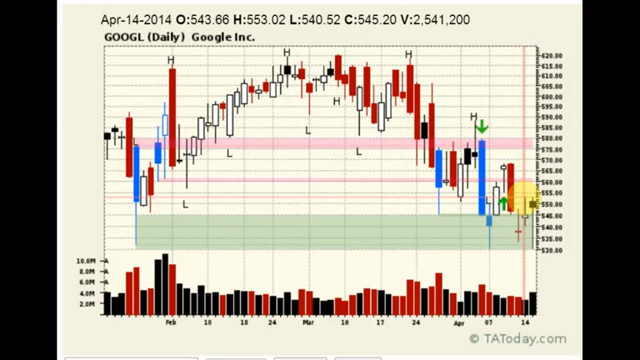 Apr-14-2014 O:543.66 H:553.02 L:540.52 C:545.20 V:2,541,200
GOOGL (Daily) Google Inc.
H
H
H
H
H
L
L
L
L
L
620.00
615.00
610.00
605.00
600.00
595.00
590.00
585.00
580.00
575.00
570.00
565.00
560.00
555.00
550.00
545.00
540.00
535.00
530.00
10.0M
8.0M
6.0M
4.0M
2.0M
Feb 10 18 24 Mar 10 17 24 Apr 07 14
© TAToday.com